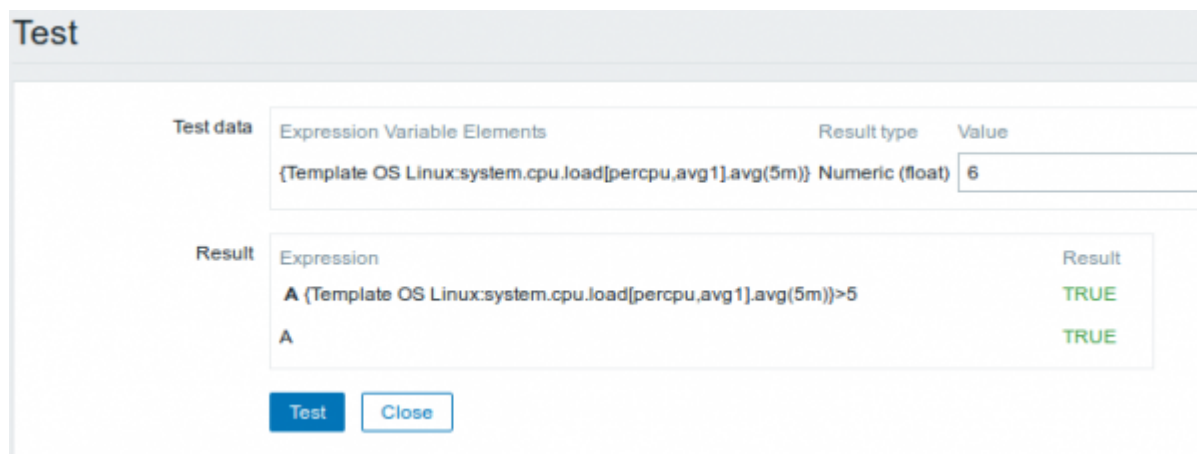 Test
Test data Expression Variable Elements Result type Value
{Template OS Linux:system.cpu.load[percpu,avg1].avg(5m)} Numeric (float) 6
Result Expression Result
A {Template OS Linux:system.cpu.load[percpu,avg1].avg(5m)}>5 TRUE
A TRUE
Test Close